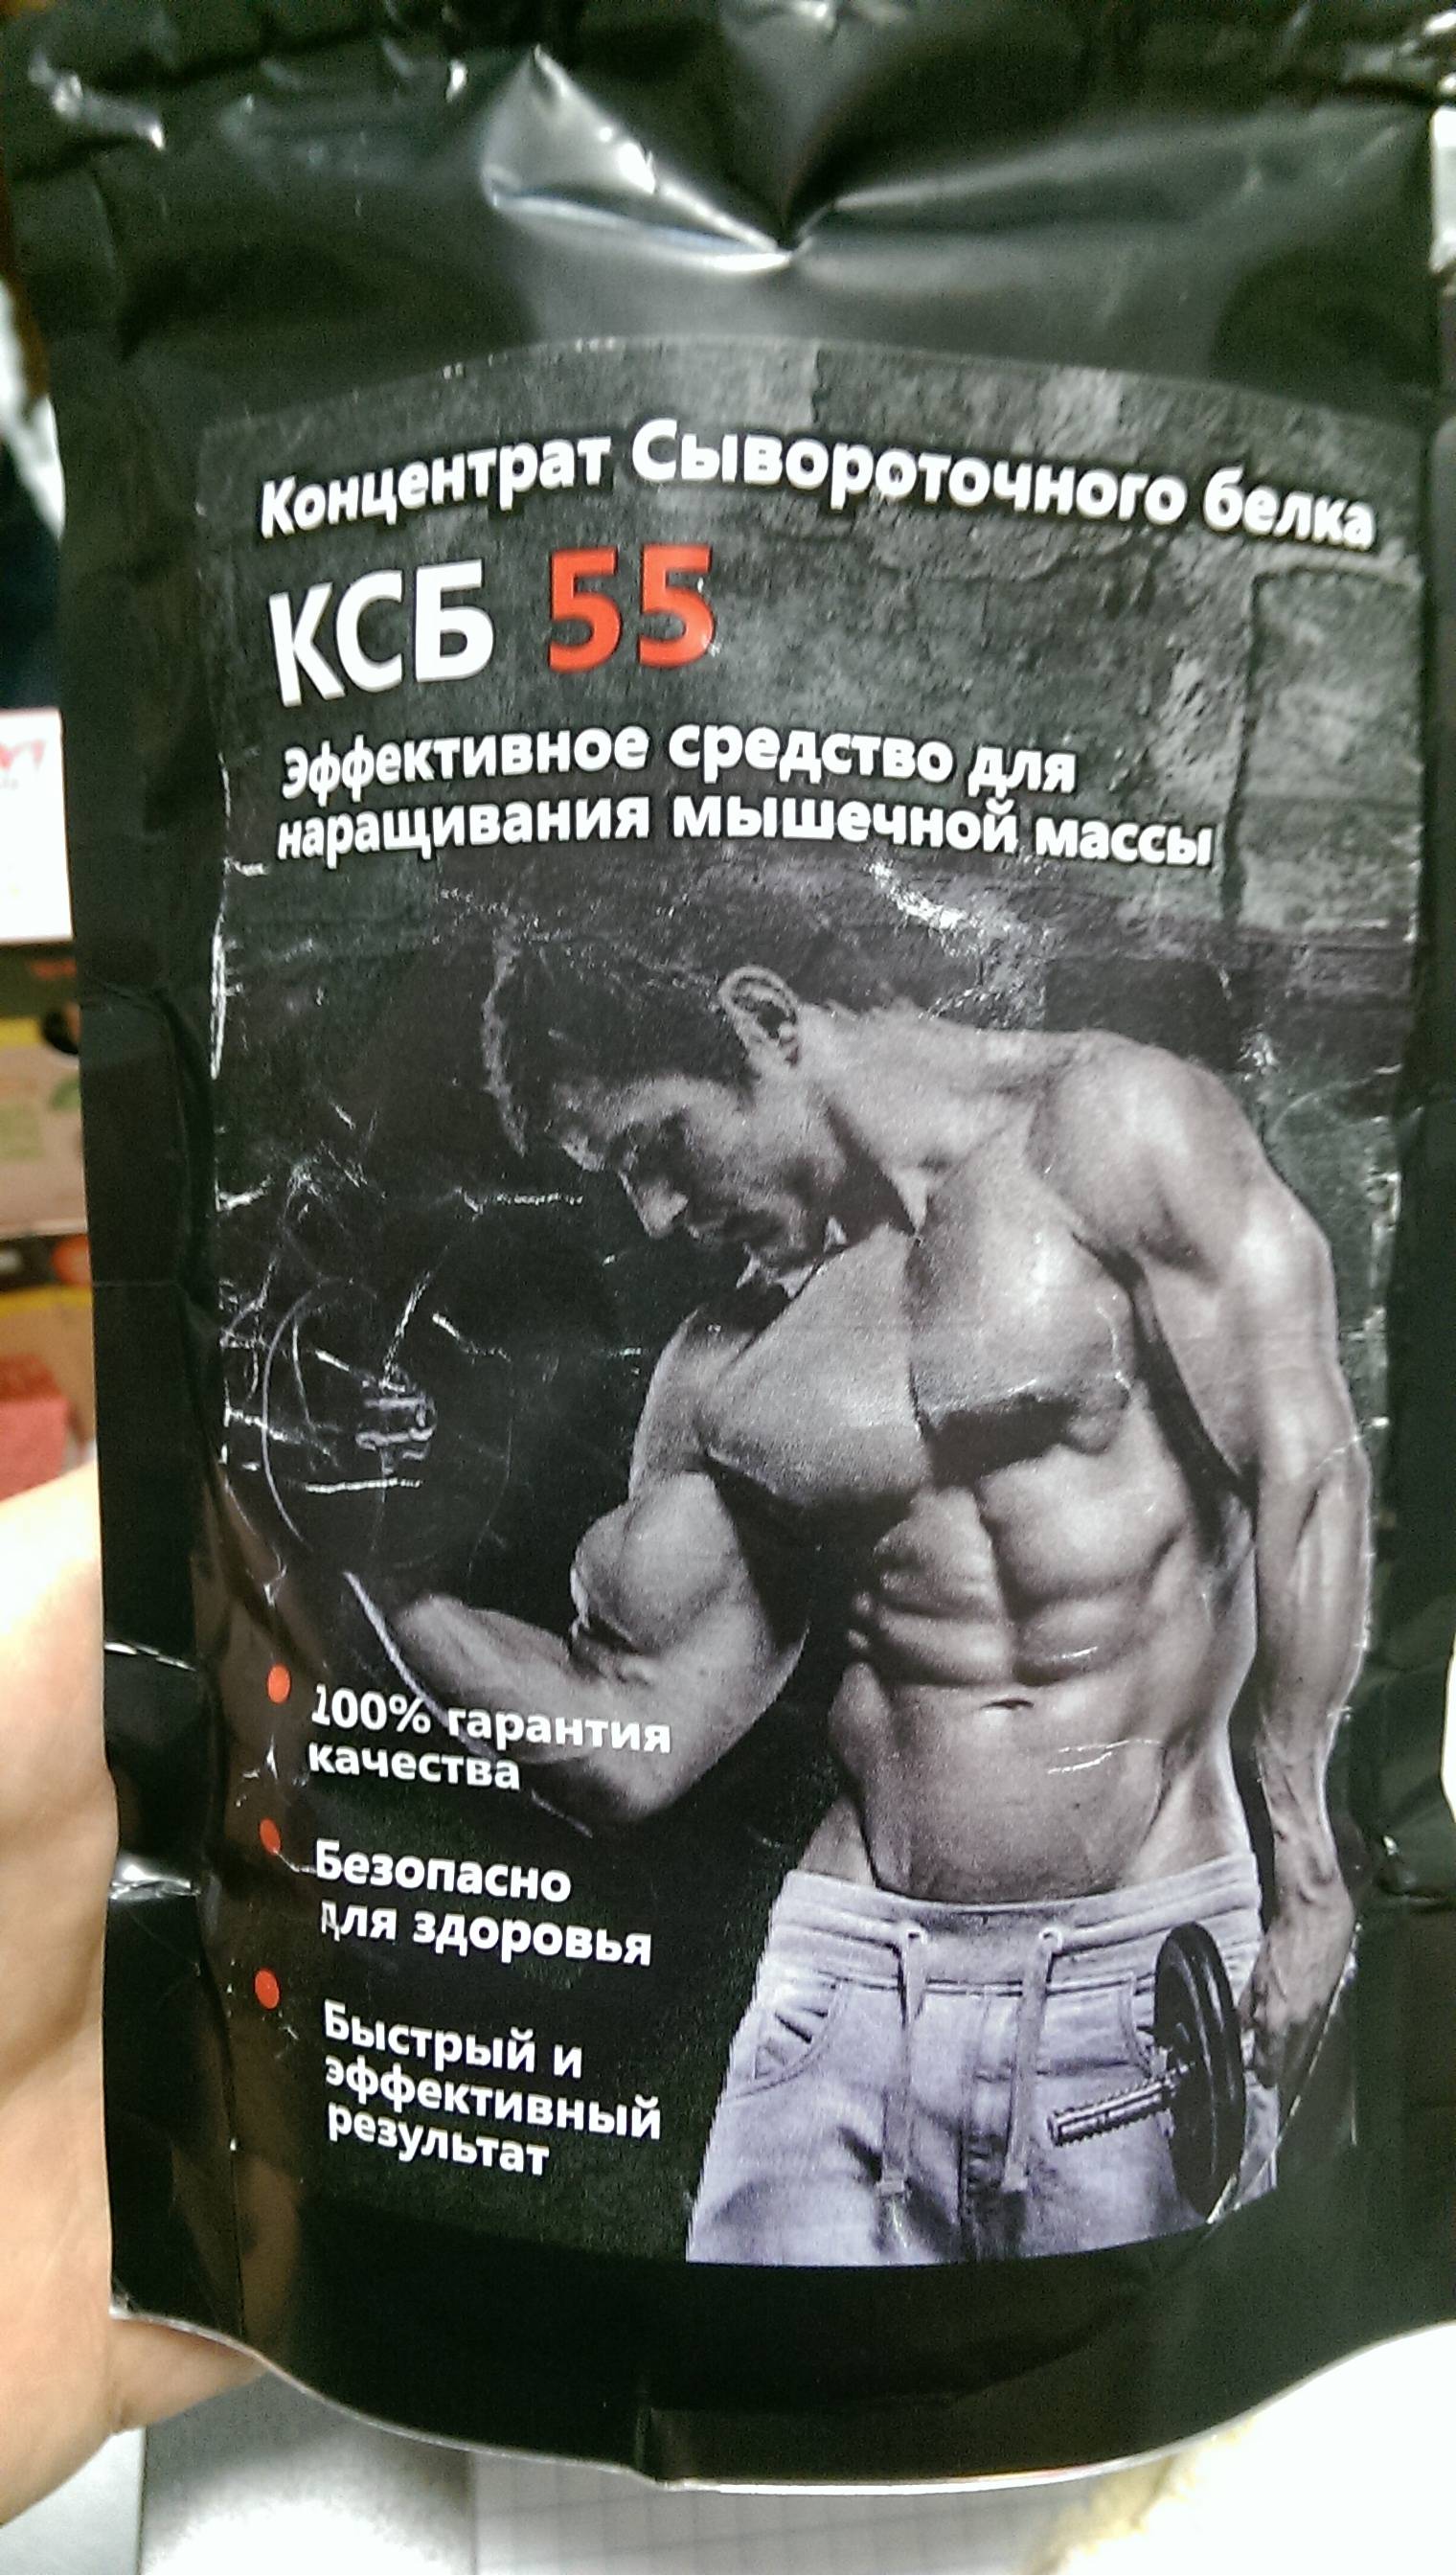 Концентрат Сывороточного белка
КСБ 55
Эффективное средство для
наращивания мышечной массы
100% гарантия
качества
Безопасно
для здоровья
Быстрый и
эффективный
результат